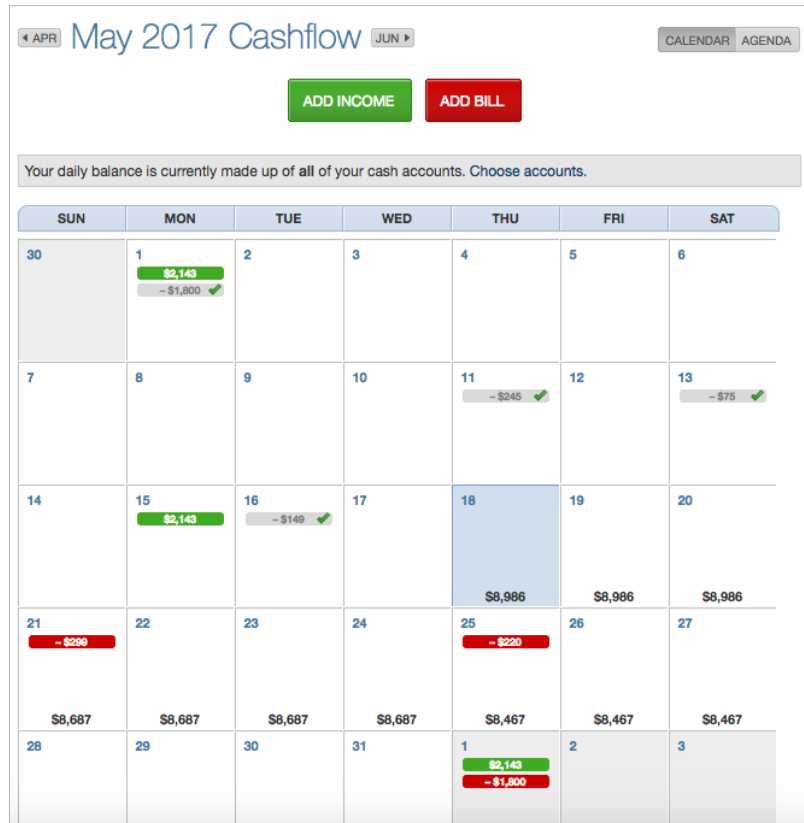 APR May 2017 Cashflow JUN CALENDAR AGENDA
ADD INCOME ADD BILL
Your daily balance is currently made up of all of your cash accounts. Choose accounts.
SUN MON TUE WED THU FRI SAT
30 1 2 3 4 5 6
$2,143
– $1,800
7 8 9 10 11 12 13
– $245 – $75
14 15 16 17 18 19 20
$2,143 – $149
$8,986 $8,986 $8,986
21 22 23 24 25 26 27
– $299 – $220
$8,687 $8,687 $8,687 $8,687 $8,467 $8,467 $8,467
28 29 30 31 1 2 3
$2,143
– $1,800